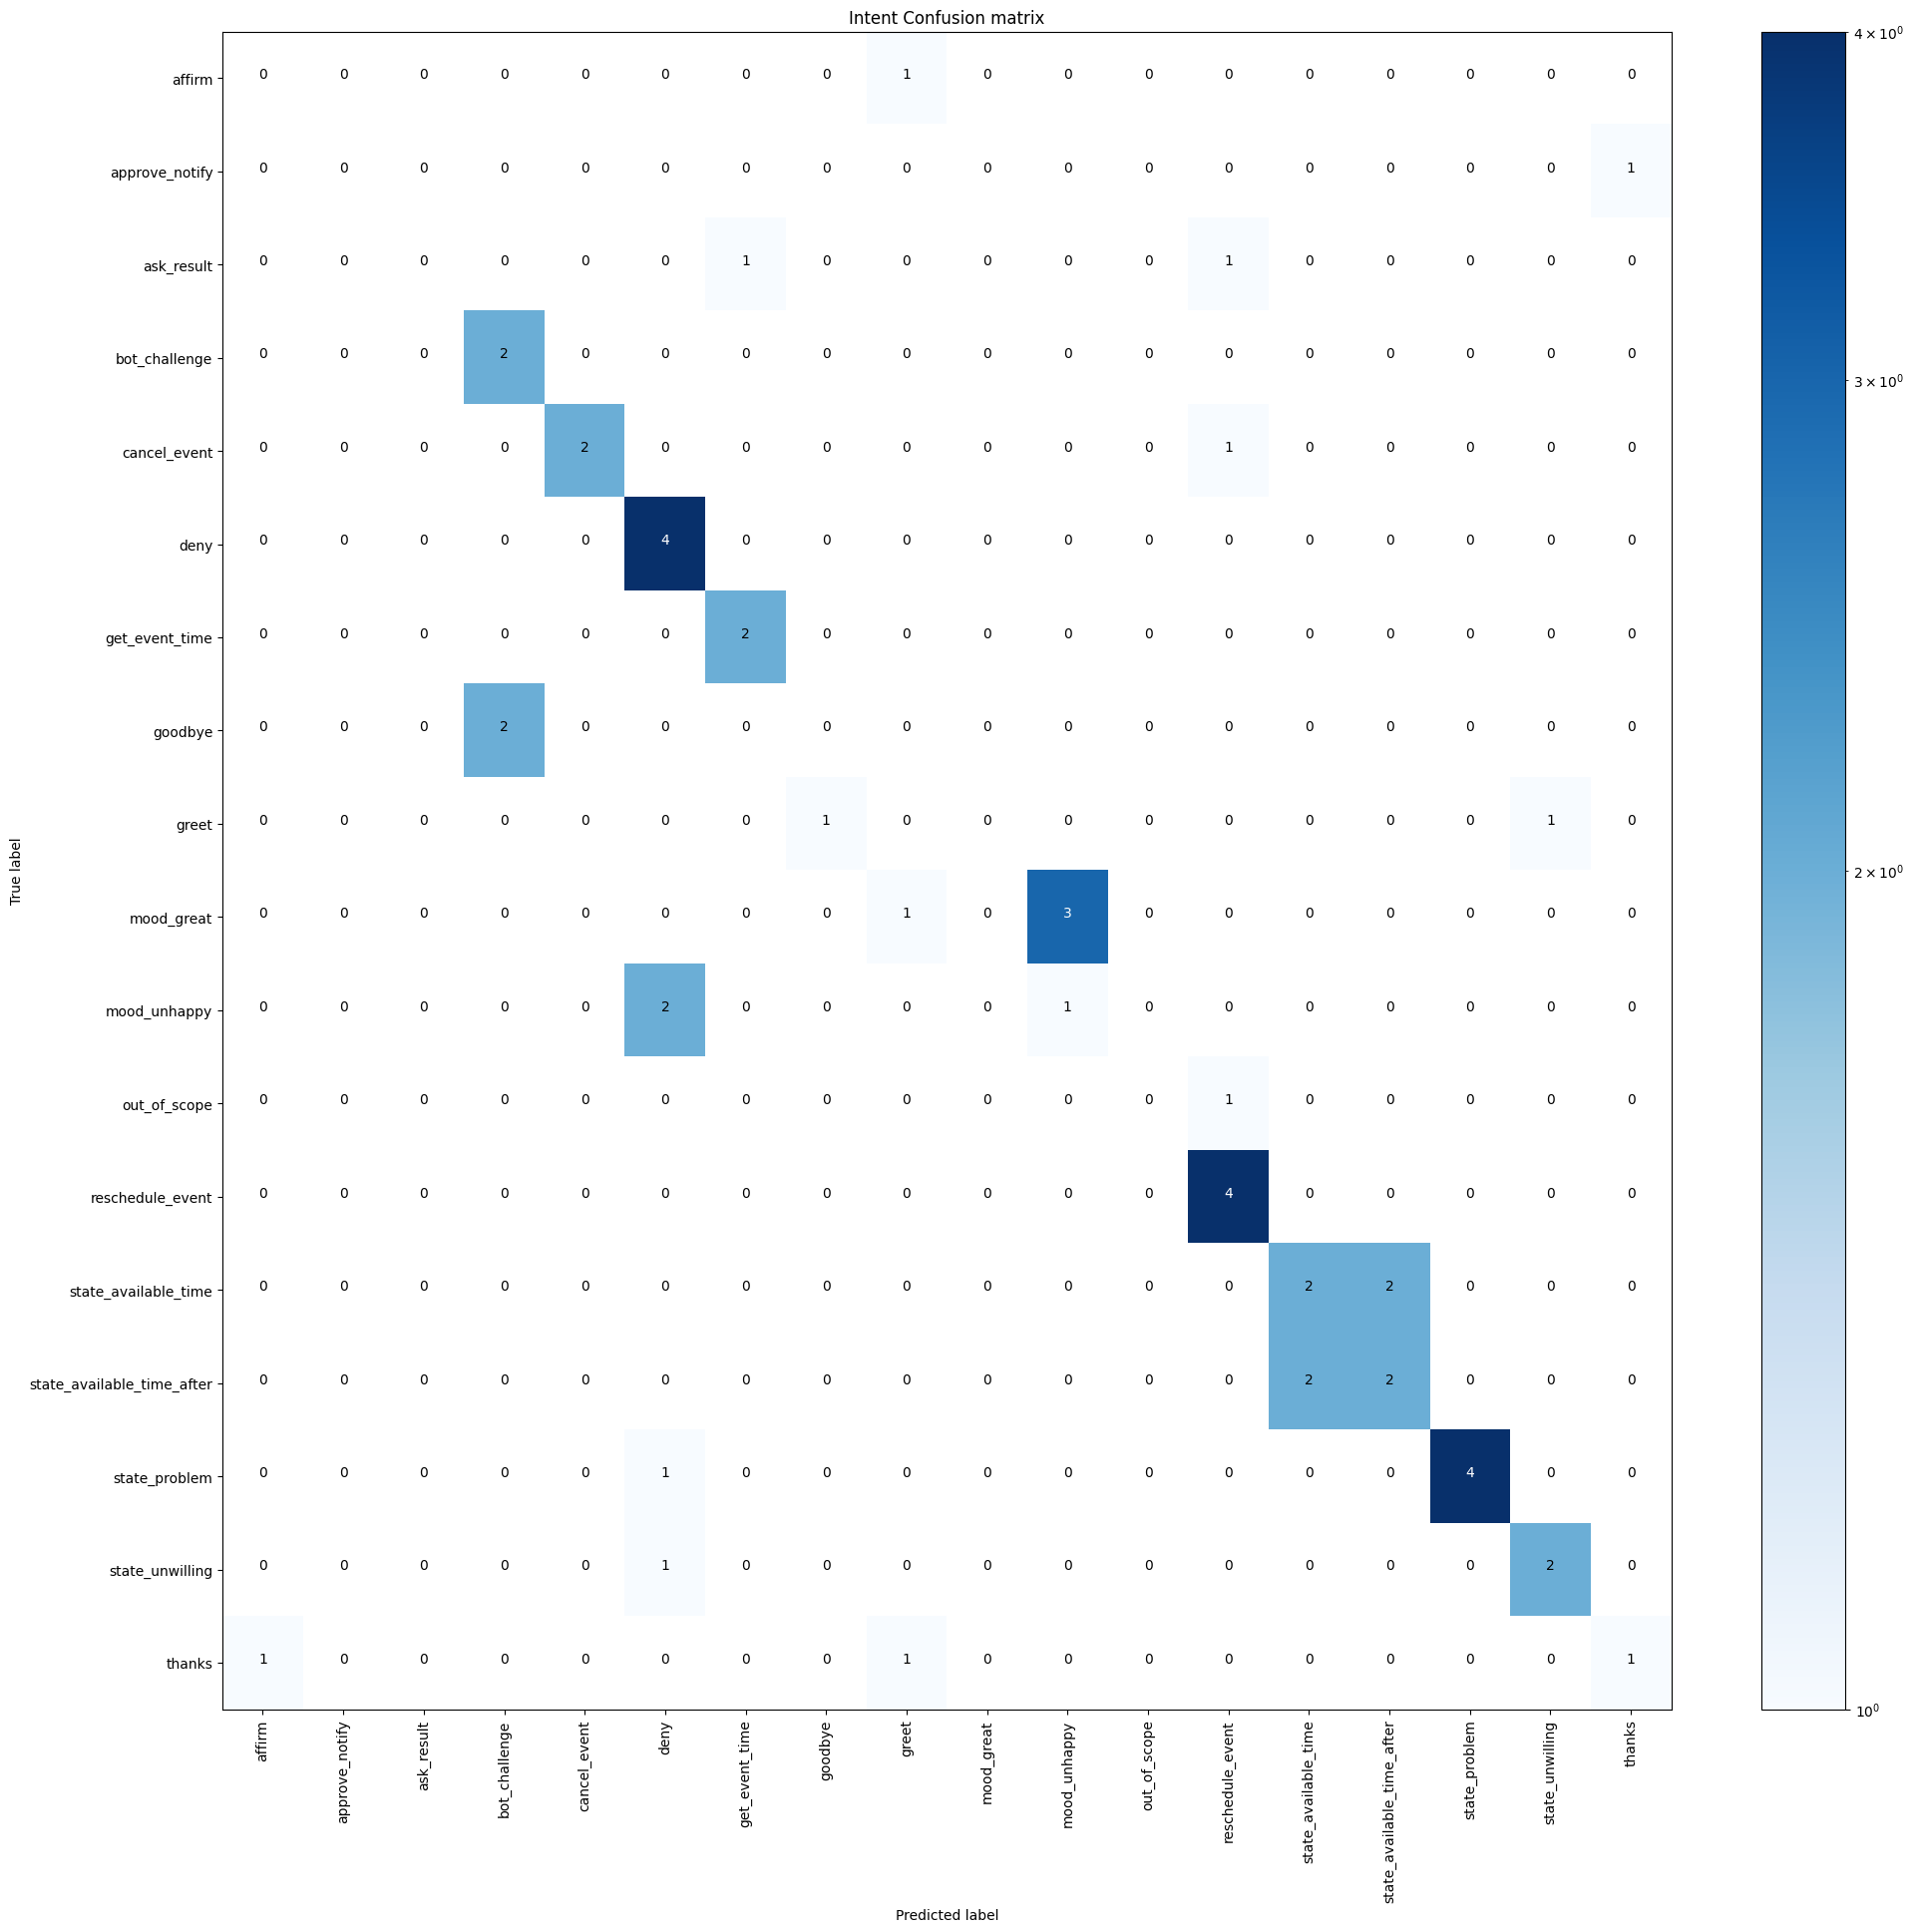 Intent Confusion matrix
affirm 0 0 0 0 0 0 0 0 1 0 0 0 0 0 0 0 0 0
approve_notify 0 0 0 0 0 0 0 0 0 0 0 0 0 0 0 0 0 1
ask_result 0 0 0 0 0 0 1 0 0 0 0 0 1 0 0 0 0 0
bot_challenge 0 0 0 2 0 0 0 0 0 0 0 0 0 0 0 0 0 0
cancel_event 0 0 0 0 2 0 0 0 0 0 0 0 1 0 0 0 0 0
deny 0 0 0 0 0 4 0 0 0 0 0 0 0 0 0 0 0 0
get_event_time 0 0 0 0 0 0 2 0 0 0 0 0 0 0 0 0 0 0
goodbye 0 0 0 2 0 0 0 0 0 0 0 0 0 0 0 0 0 0
greet 0 0 0 0 0 0 0 1 0 0 0 0 0 0 0 0 1 0
mood_great 0 0 0 0 0 0 0 0 1 0 3 0 0 0 0 0 0 0
mood_unhappy 0 0 0 0 0 2 0 0 0 0 1 0 0 0 0 0 0 0
out_of_scope 0 0 0 0 0 0 0 0 0 0 0 0 1 0 0 0 0 0
reschedule_event 0 0 0 0 0 0 0 0 0 0 0 0 4 0 0 0 0 0
state_available_time 0 0 0 0 0 0 0 0 0 0 0 0 0 2 2 0 0 0
state_available_time_after 0 0 0 0 0 0 0 0 0 0 0 0 0 2 2 0 0 0
state_problem 0 0 0 0 0 1 0 0 0 0 0 0 0 0 0 4 0 0
state_unwilling 0 0 0 0 0 1 0 0 0 0 0 0 0 0 0 0 2 0
thanks 1 0 0 0 0 0 0 0 1 0 0 0 0 0 0 0 0 1
True label
affirm
approve_notify
ask_result
bot_challenge
cancel_event
deny
get_event_time
goodbye
greet
mood_great
mood_unhappy
out_of_scope
reschedule_event
state_available_time
state_available_time_after
state_problem
state_unwilling
thanks
Predicted label
4 × 10⁰
3 × 10⁰
2 × 10⁰
10⁰